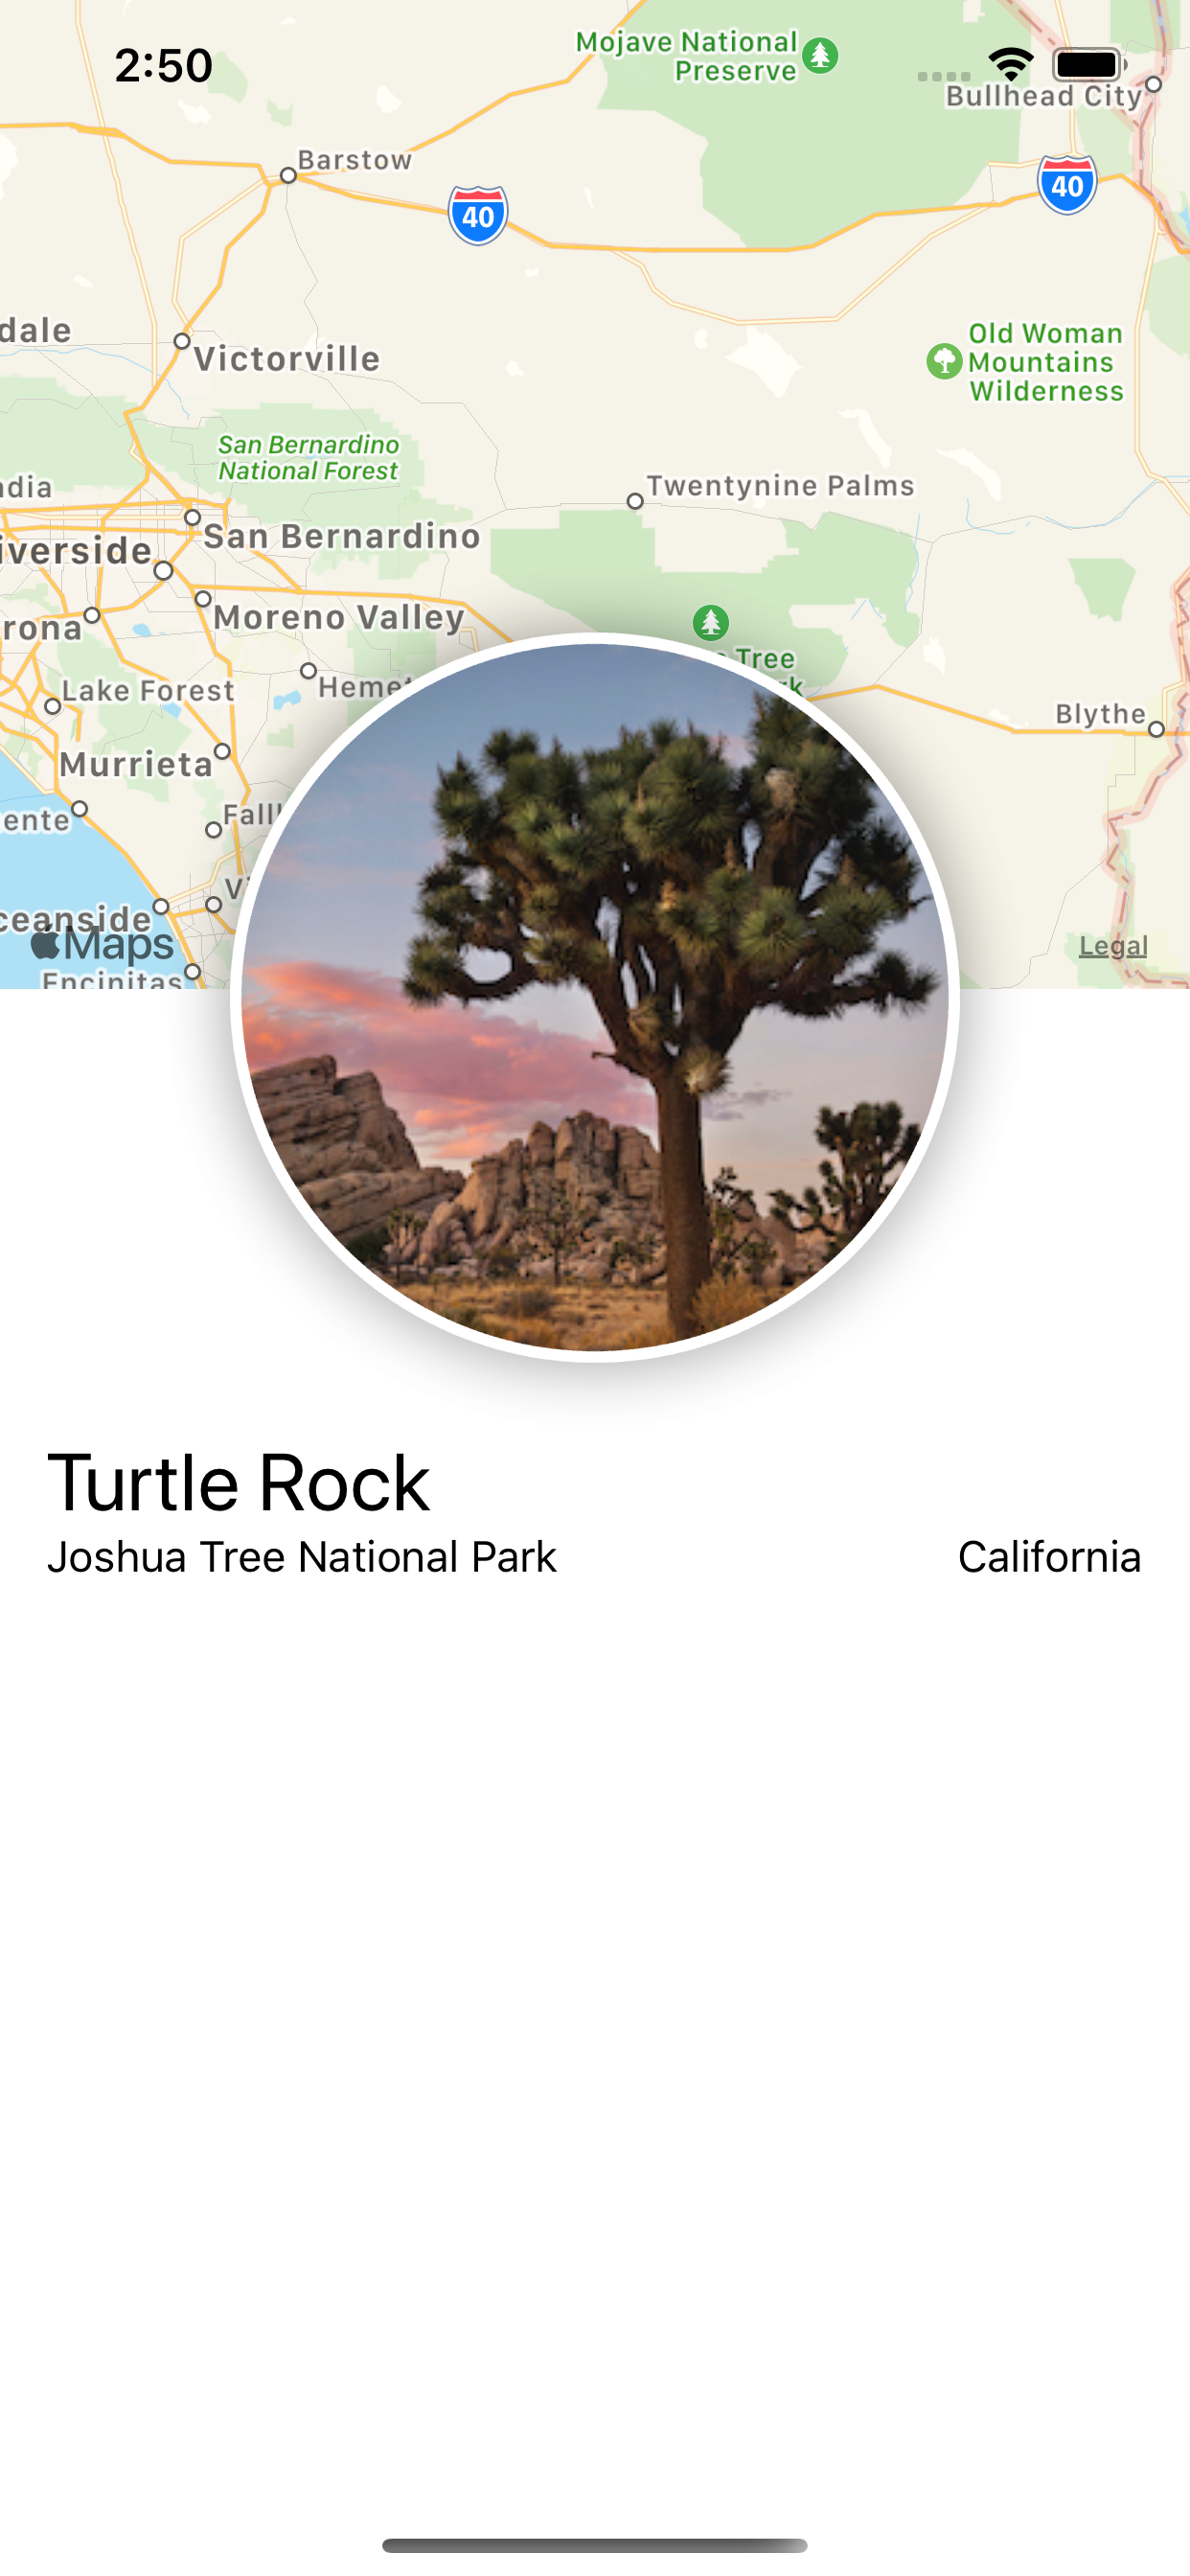 2:50
Mojave National
Preserve
Bullhead City
Barstow
40
40
dale
Victorville
Old Woman
Mountains
Wilderness
San Bernardino
National Forest
ndia
Twentynine Palms
San Bernardino
iverside
Moreno Valley
rona
Tree
Lake Forest
Hemet
Blythe
Murrieta
ente
Fall
ceanside
Maps
Legal
Encinitas
Turtle Rock
Joshua Tree National Park
California